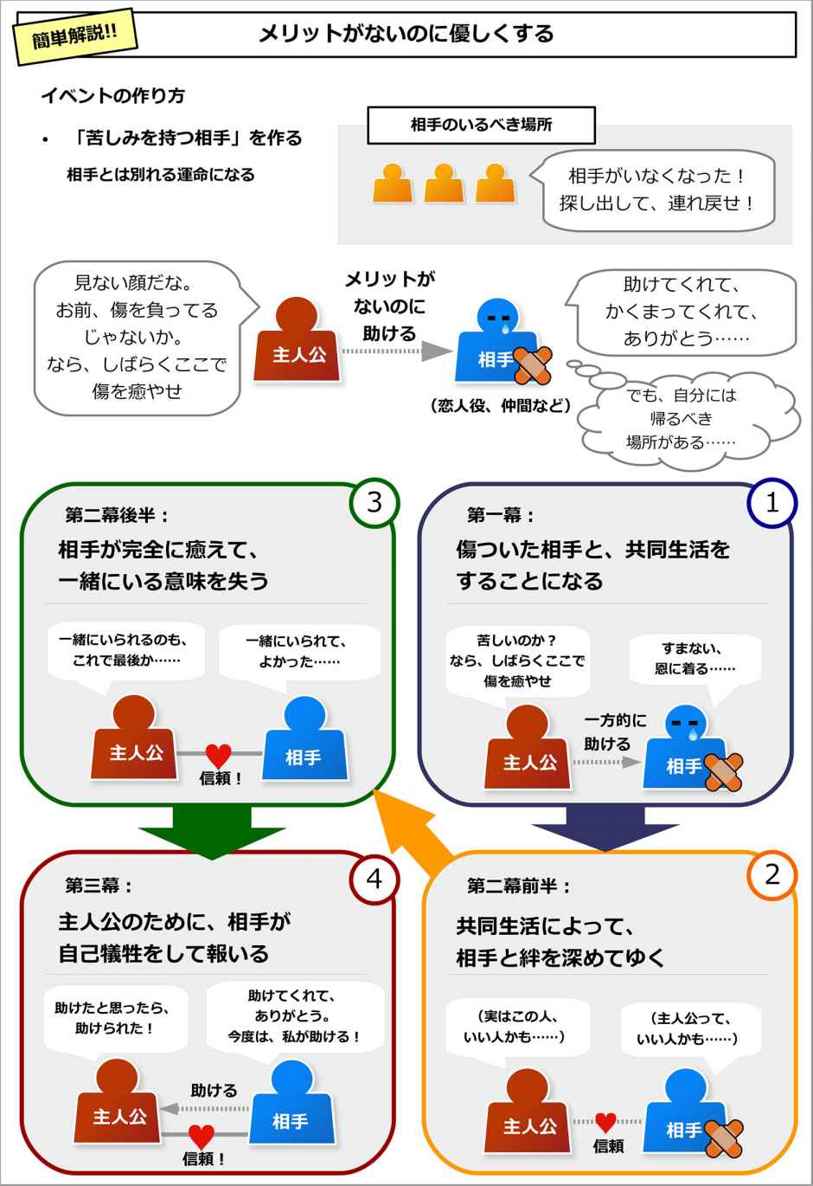 簡単解説!!
メリットがないのに優しくする
イベントの作り方
・ 「苦しみを持つ相手」を作る
相手とは別れる運命になる
相手のいるべき場所
相手がいなくなった！
探し出して、連れ戻せ！
見ない顔だな。
お前、傷を負ってる
じゃないか。
なら、しばらくここで
傷を癒やせ
主人公
メリットが
ないのに
助ける
相手
（恋人役、仲間など）
助けてくれて、
かくまってくれて、
ありがとう……
でも、自分には
帰るべき
場所がある……
1
第一幕：
傷ついた相手と、共同生活を
することになる
苦しいのか？
なら、しばらくここで
傷を癒やせ
すまない、
恩に着る……
主人公
一方的に
助ける
相手
2
第二幕前半：
共同生活によって、
相手と絆を深めてゆく
（実はこの人、
いい人かも……）
（主人公って、
いい人かも……）
主人公
信頼
相手
3
第二幕後半：
相手が完全に癒えて、
一緒にいる意味を失う
一緒にいられるのも、
これで最後か……
一緒にいられて、
よかった……
主人公
信頼！
相手
4
第三幕：
主人公のために、相手が
自己犠牲をして報いる
助けたと思ったら、
助けられた！
助けてくれて、
ありがとう。
今度は、私が助ける！
主人公
助ける
信頼！
相手